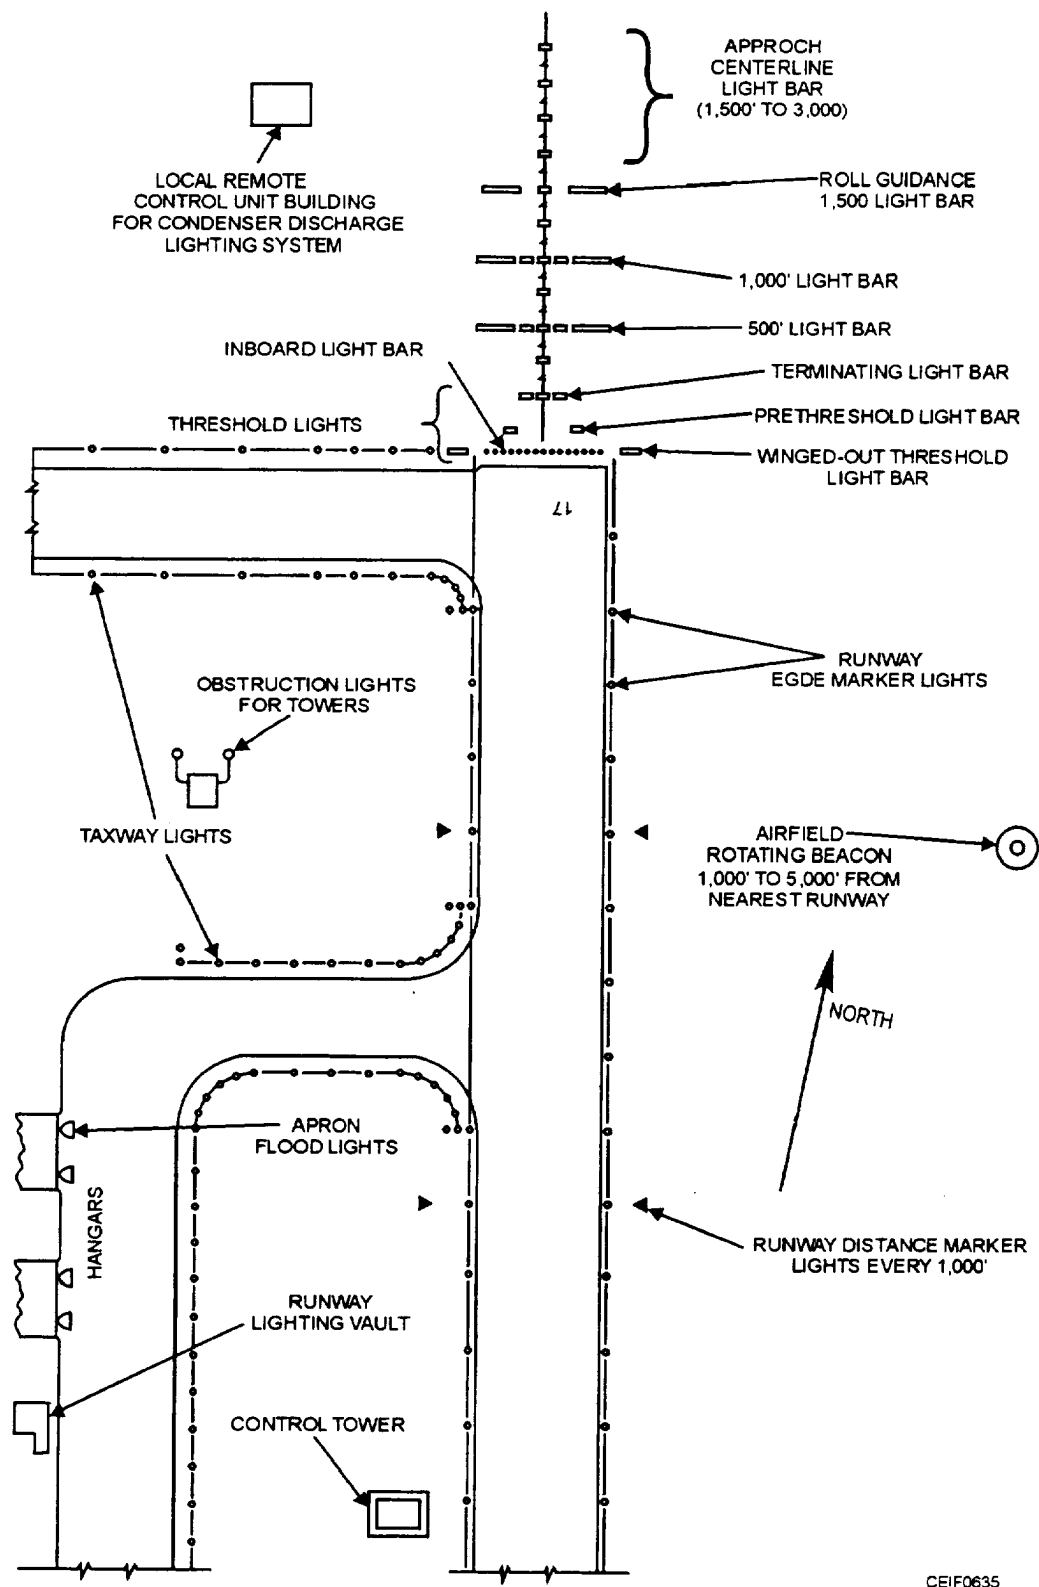 APPROCH
CENTERLINE
LIGHT BAR
(1,500' TO 3,000)
LOCAL REMOTE
CONTROL UNIT BUILDING
FOR CONDENSER DISCHARGE
LIGHTING SYSTEM
ROLL GUIDANCE
1,500 LIGHT BAR
1,000' LIGHT BAR
500' LIGHT BAR
INBOARD LIGHT BAR
TERMINATING LIGHT BAR
PRETHRESHOLD LIGHT BAR
THRESHOLD LIGHTS
WINGED-OUT THRESHOLD
LIGHT BAR
17
RUNWAY
EGDE MARKER LIGHTS
OBSTRUCTION LIGHTS
FOR TOWERS
TAXWAY LIGHTS
AIRFIELD
ROTATING BEACON
1,000' TO 5,000' FROM
NEAREST RUNWAY
NORTH
APRON
FLOOD LIGHTS
HANGARS
RUNWAY DISTANCE MARKER
LIGHTS EVERY 1,000'
RUNWAY
LIGHTING VAULT
CONTROL TOWER
CEIF0635